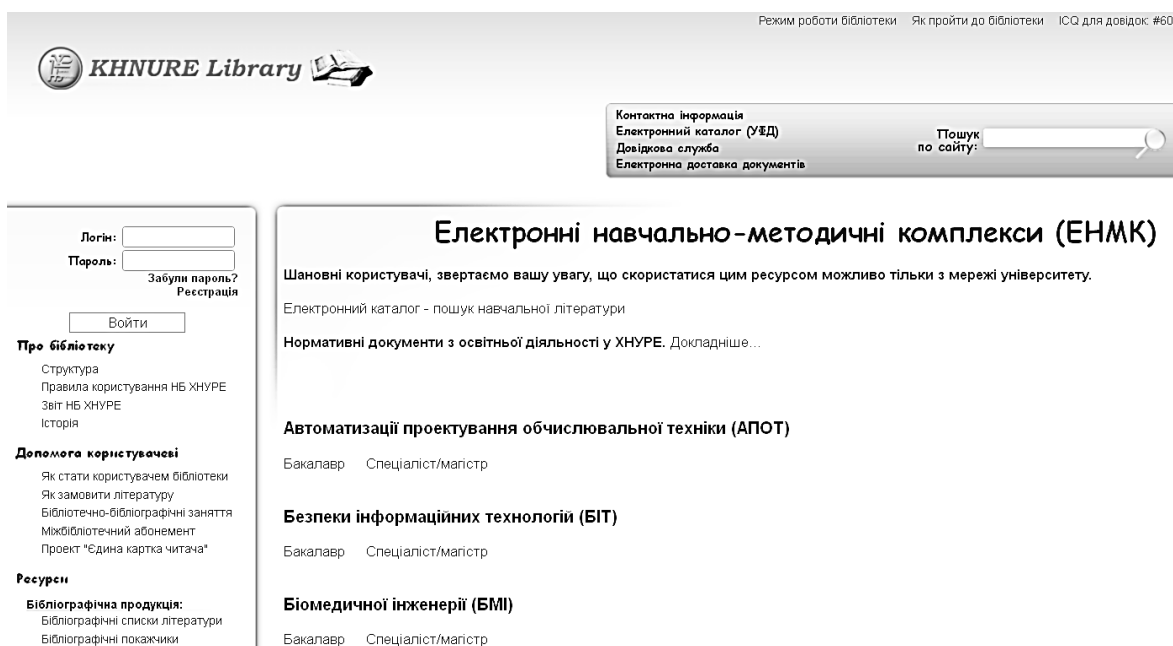 Режим роботи бібліотеки Як пройти до бібліотеки ICQ для довідок: #60
KHNURE Library
Контактна інформація
Електронний каталог (УФД)
Довідкова служба
Електронна доставка документів
Пошук
по сайту:
Логін:
Пароль:
Забули пароль?
Реєстрація
Войти
Про бібліотеку
Структура
Правила користування НБ ХНУРЕ
Звіт НБ ХНУРЕ
Історія
Допомога користувачеві
Як стати користувачем бібліотеки
Як замовити літературу
Бібліотечно-бібліографічні заняття
Міжбібліотечний абонемент
Проект "Єдина картка читача"
Ресурси
Бібліографічна продукція:
Бібліографічні списки літератури
Бібліографічні покажчики
Електронні навчально-методичні комплекси (ЕНМК)
Шановні користувачі, звертаємо вашу увагу, що скористатися цим ресурсом можливо тільки з мережі університету.
Електронний каталог - пошук навчальної літератури
Нормативні документи з освітньої діяльності у ХНУРЕ. Докладніше...
Автоматизації проектування обчислювальної техніки (АПОТ)
Бакалавр Спеціаліст/магістр
Безпеки інформаційних технологій (БІТ)
Бакалавр Спеціаліст/магістр
Біомедичної інженерії (БМІ)
Бакалавр Спеціаліст/магістр